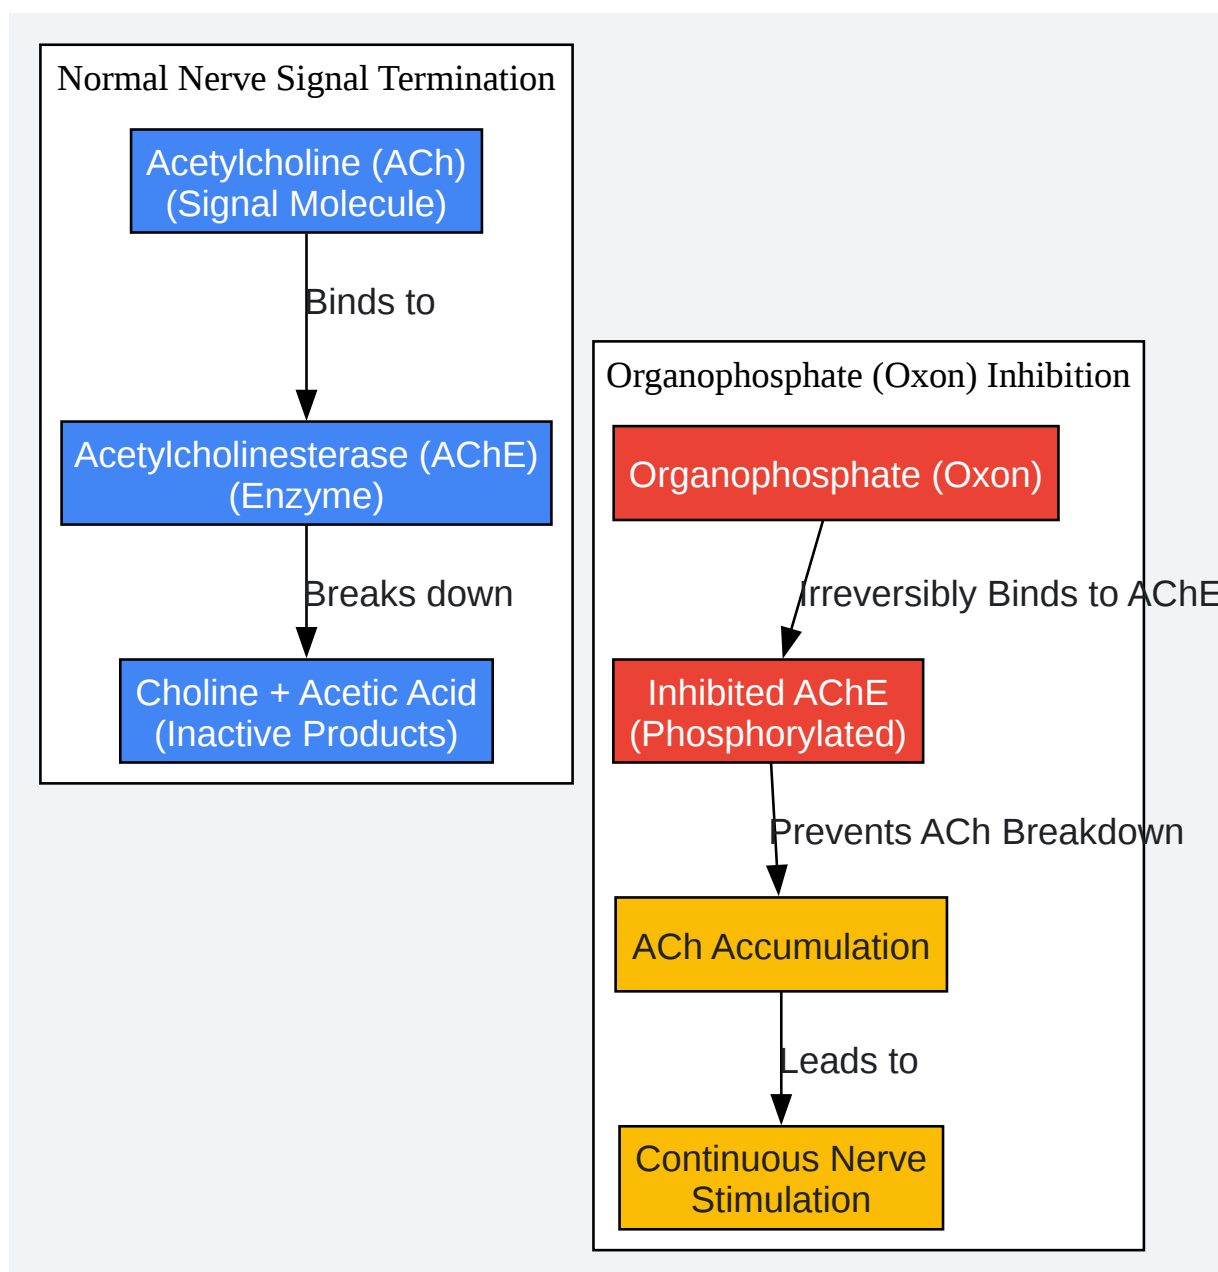 Normal Nerve Signal Termination
Acetylcholine (ACh)
(Signal Molecule)
Binds to
Acetylcholinesterase (AChE)
(Enzyme)
Breaks down
Choline + Acetic Acid
(Inactive Products)
Organophosphate (Oxon) Inhibition
Organophosphate (Oxon)
Irreversibly Binds to AChE
Inhibited AChE
(Phosphorylated)
Prevents ACh Breakdown
ACh Accumulation
Leads to
Continuous Nerve
Stimulation